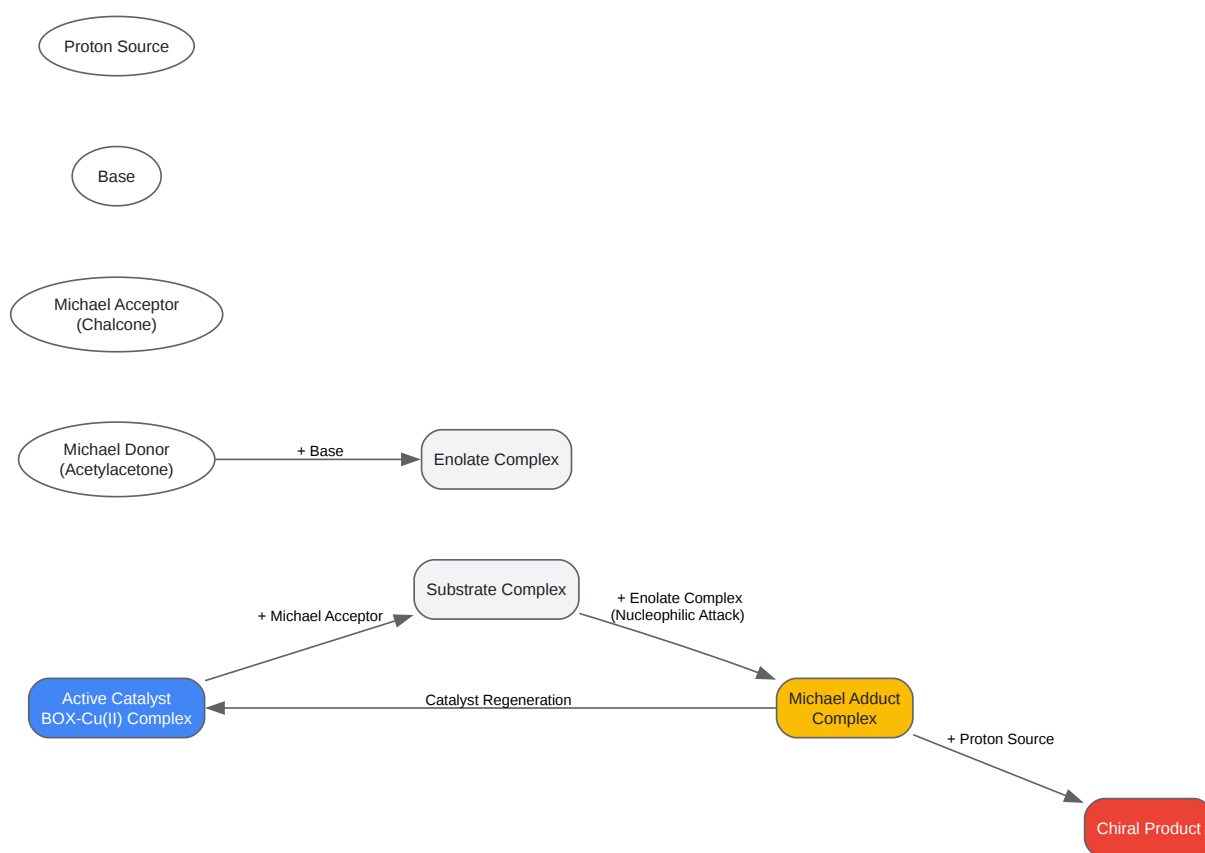 Proton Source
Base
Michael Acceptor
(Chalcone)
Michael Donor
(Acetylacetone)
+ Base
Enolate Complex
Substrate Complex
+ Enolate Complex
(Nucleophilic Attack)
+ Michael Acceptor
Active Catalyst
BOX-Cu(II) Complex
Catalyst Regeneration
Michael Adduct
Complex
+ Proton Source
Chiral Product